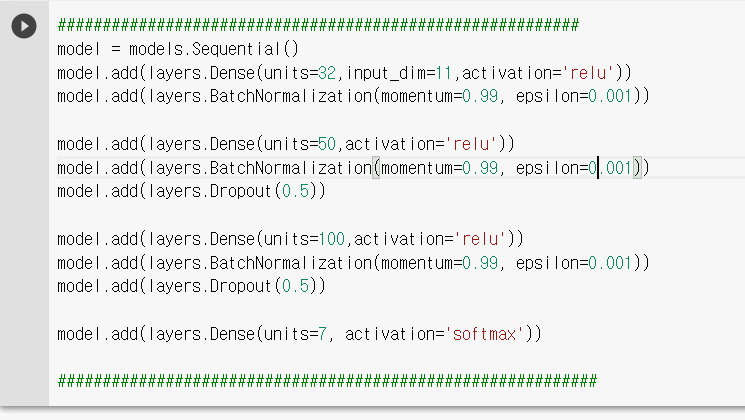 ##########################################################
model = models.Sequential()
model.add(layers.Dense(units=32,input_dim=11,activation='relu'))
model.add(layers.BatchNormalization(momentum=0.99, epsilon=0.001))
model.add(layers.Dense(units=50,activation='relu'))
model.add(layers.BatchNormalization(momentum=0.99, epsilon=0.001))
model.add(layers.Dropout(0.5))
model.add(layers.Dense(units=100,activation='relu'))
model.add(layers.BatchNormalization(momentum=0.99, epsilon=0.001))
model.add(layers.Dropout(0.5))
model.add(layers.Dense(units=7, activation='softmax'))
############################################################